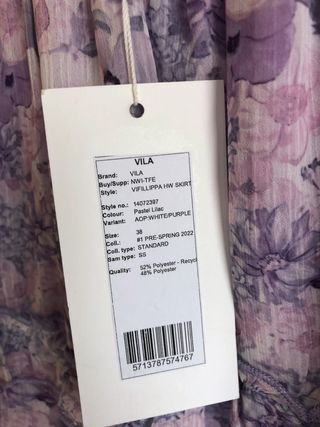 VILA
Brand: VILA
Buy/Supp: NWI-TFE
Style: VIFILLIPPA HW SKIRT
Style no.: 14072397
Colour: Pastel Lilac
Variant: AOP:WHITE/PURPLE
Size: 38
Coll.: #1 PRE-SPRING 2022
Coll. type: STANDARD
Sam type: SS
Quality: 52% Polyester - Recycl
48% Polyester
5713787574767